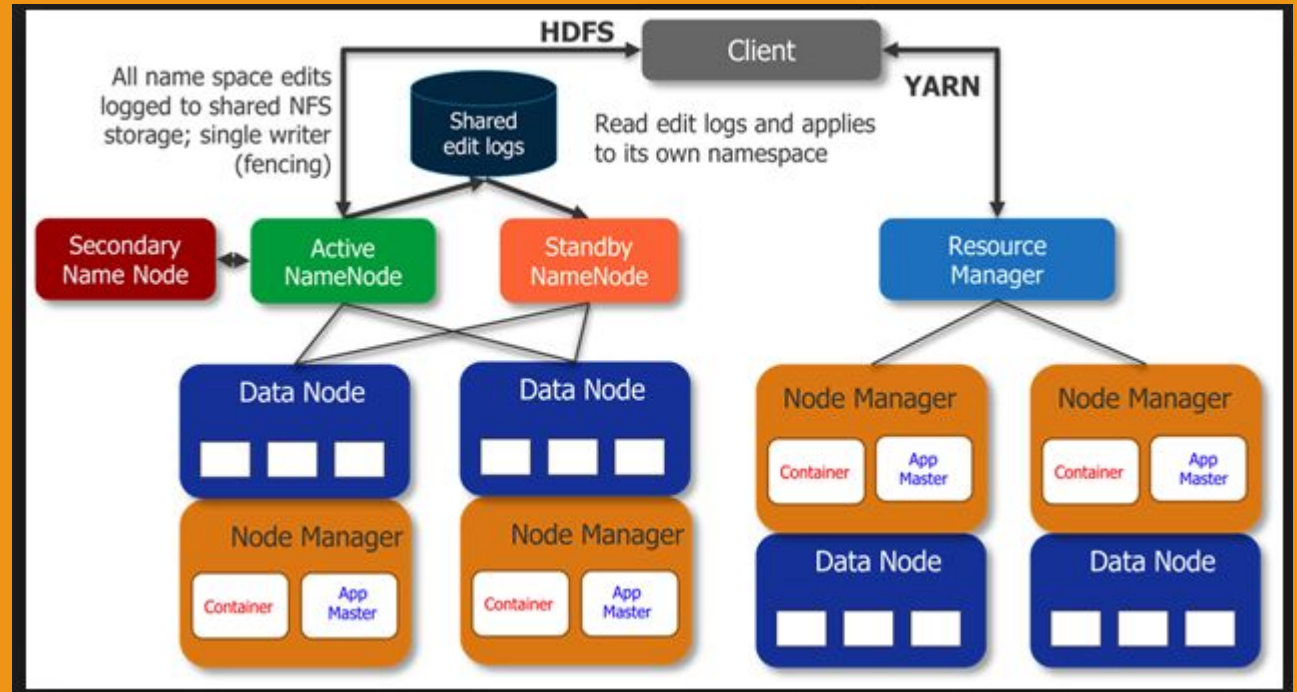 HDFS
Client
YARN
All name space edits
logged to shared NFS
storage; single writer
(fencing)
Shared
edit logs
Read edit logs and applies
to its own namespace
Secondary
Name Node
Active
NameNode
Standby
NameNode
Resource
Manager
Data Node
Data Node
Node Manager
Container
App
Master
Node Manager
Container
App
Master
Node Manager
Container
App
Master
Node Manager
Container
App
Master
Data Node
Data Node